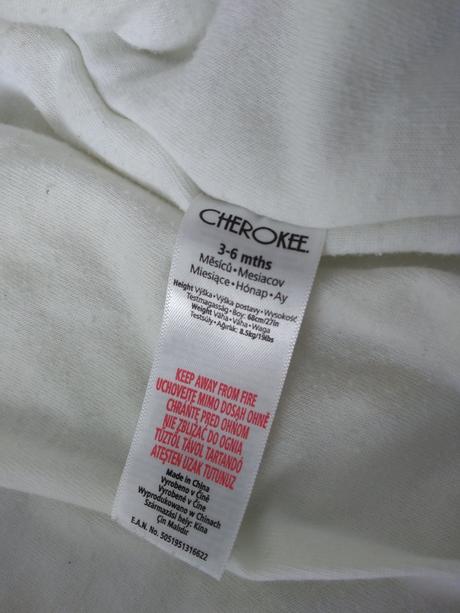 CHEROKEE.
3-6 mths
Měsíců • Mesiacov
Miesiące • Hónap • Ay
Height Výška • Výška postavy • Wysokość
Testmagasság • Boy: 68cm/27in
Weight Váha • Váha • Waga
Testsúly • Ağırlık: 8.5kg/19lbs
KEEP AWAY FROM FIRE
UCHOVEJTE MIMO DOSAH OHNĚ
CHRÁŇTE PRED OHŇOM
NIE ZBLIŻAĆ DO OGNIA
TŰZTŐL TÁVOL TARTANDÓ
ATEŞTEN UZAK TUTUNUZ
Made in China
Vyrobeno v Číně
Vyrobené v Číne
Wyprodukowano w Chinach
Származási hely: Kína
Çin Malıdır
E.A.N. No. 5051951316622